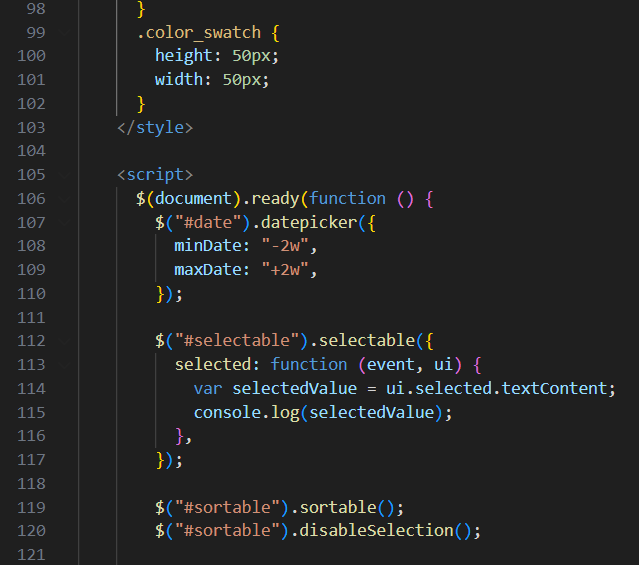 98 }
99 .color_swatch {
100 height: 50px;
101 width: 50px;
102 }
103 </style>
104
105 <script>
106 $(document).ready(function () {
107 $("#date").datepicker({
108 minDate: "-2w",
109 maxDate: "+2w",
110 });
111
112 $("#selectable").selectable({
113 selected: function (event, ui) {
114 var selectedValue = ui.selected.textContent;
115 console.log(selectedValue);
116 },
117 });
118
119 $("#sortable").sortable();
120 $("#sortable").disableSelection();
121